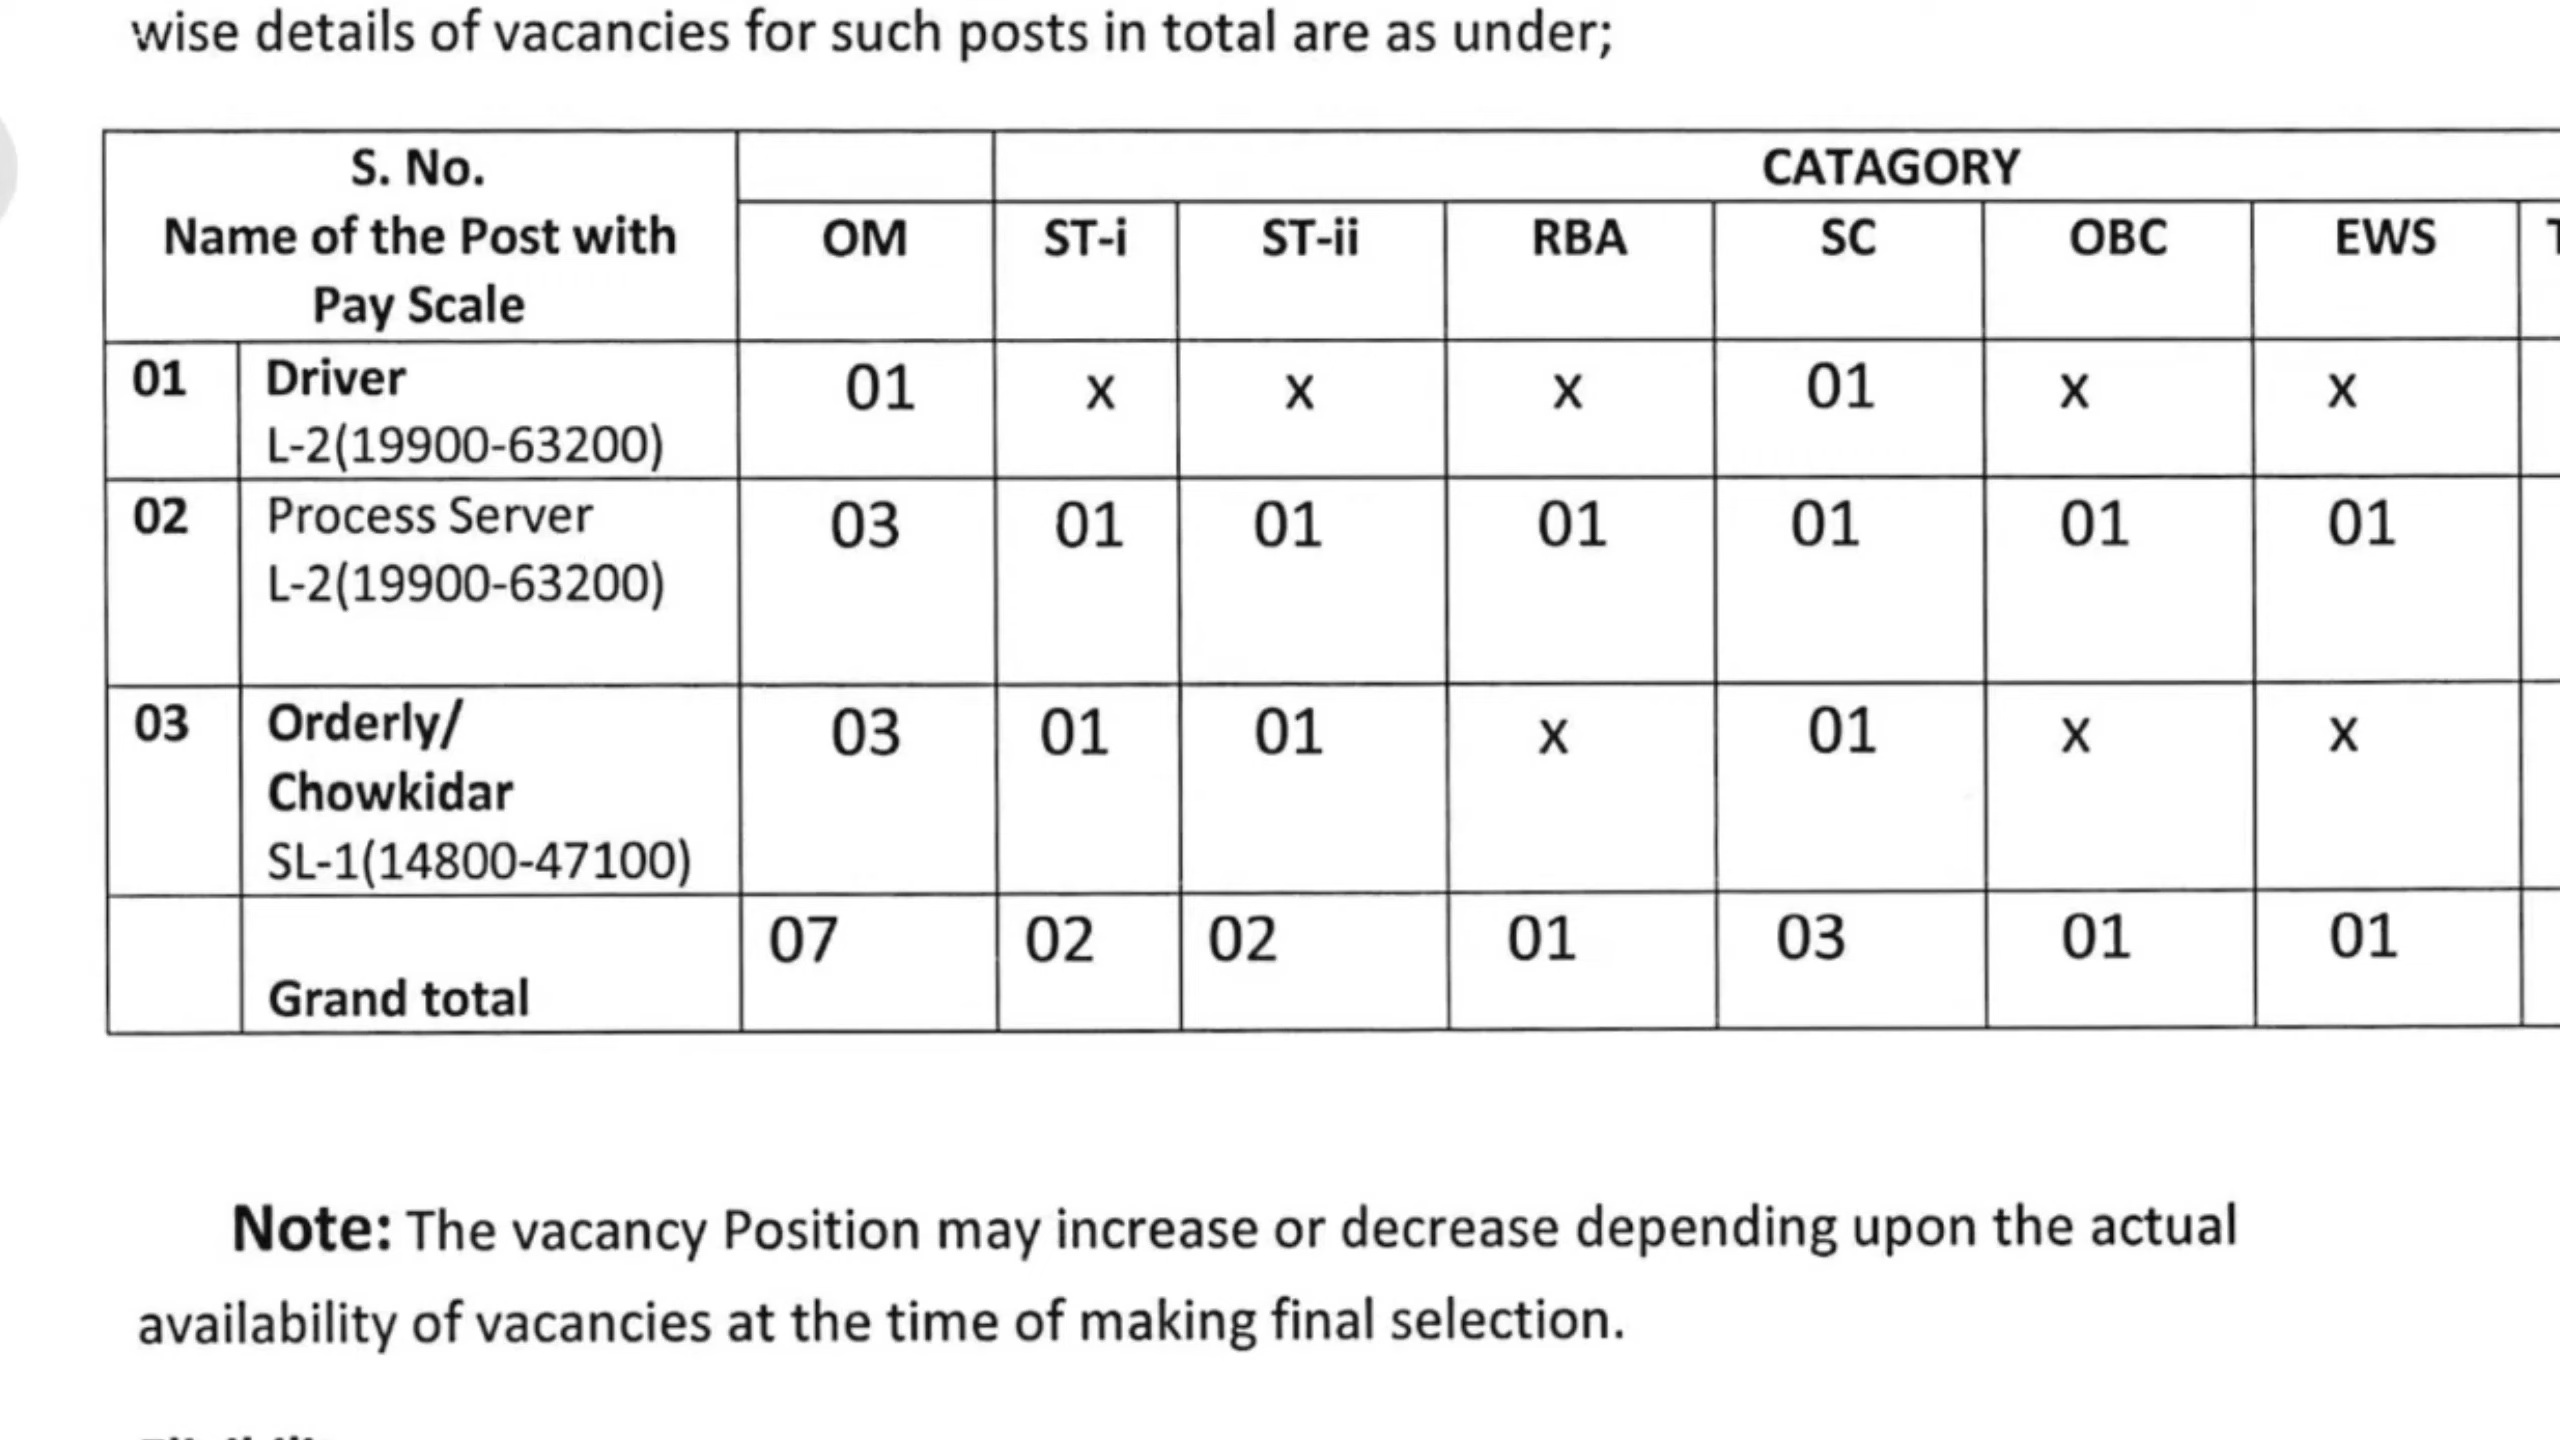 wise details of vacancies for such posts in total are as under;
S. No.
Name of the Post with
Pay Scale
CATAGORY
OM ST-i ST-ii RBA SC OBC EWS
01 Driver 01 x x x 01 x x
L-2(19900-63200)
02 Process Server 03 01 01 01 01 01 01
L-2(19900-63200)
03 Orderly/ 03 01 01 x 01 x x
Chowkidar
SL-1(14800-47100)
07 02 02 01 03 01 01
Grand total
Note: The vacancy Position may increase or decrease depending upon the actual
availability of vacancies at the time of making final selection.